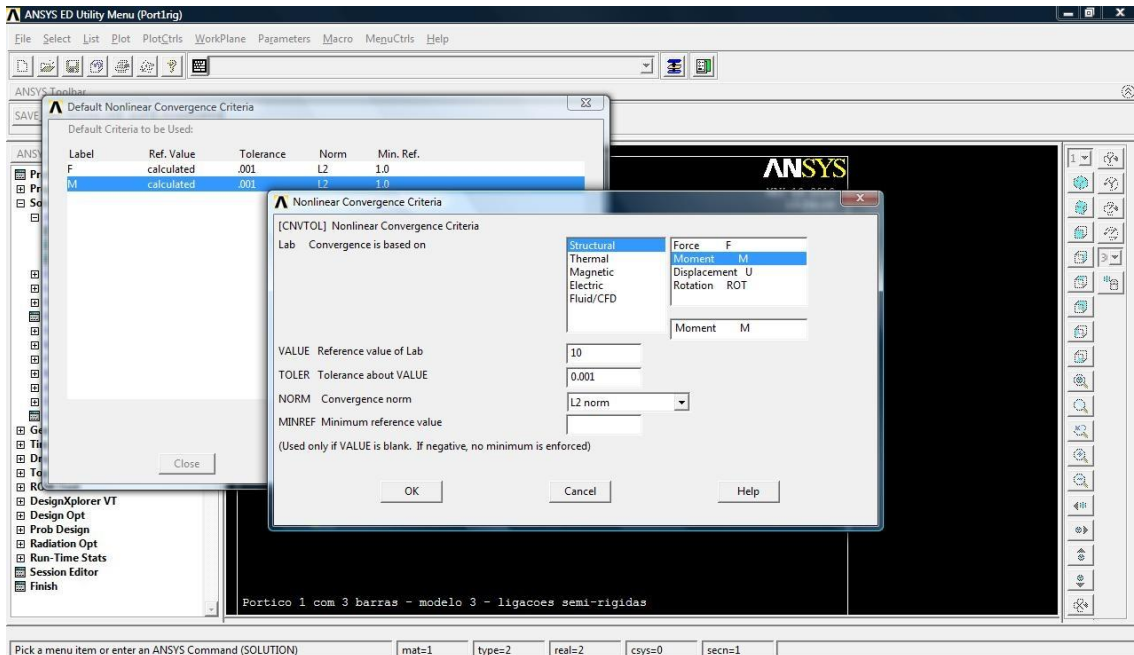 ANSYS ED Utility Menu (Port1rig)
File Select List Plot PlotCtrls WorkPlane Parameters Macro MenuCtrls Help
ANSYS Toolbar
SAVE
Default Nonlinear Convergence Criteria
Default Criteria to be Used:
Label Ref. Value Tolerance Norm Min. Ref.
F calculated .001 L2 1.0
M calculated .001 L2 1.0
ANSYS
Nonlinear Convergence Criteria
[CNVTOL] Nonlinear Convergence Criteria
Lab Convergence is based on
Structural
Thermal
Magnetic
Electric
Fluid/CFD
Force F
Moment M
Displacement U
Rotation ROT
Moment M
VALUE Reference value of Lab 10
TOLER Tolerance about VALUE 0.001
NORM Convergence norm L2 norm
MINREF Minimum reference value
(Used only if VALUE is blank. If negative, no minimum is enforced)
OK Cancel Help
Close
DesignXplorer VT
Design Opt
Prob Design
Radiation Opt
Run-Time Stats
Session Editor
Finish
Portico 1 com 3 barras - modelo 3 - ligacoes semi-rigidas
Pick a menu item or enter an ANSYS Command (SOLUTION) mat=1 type=2 real=2 csys=0 secn=1